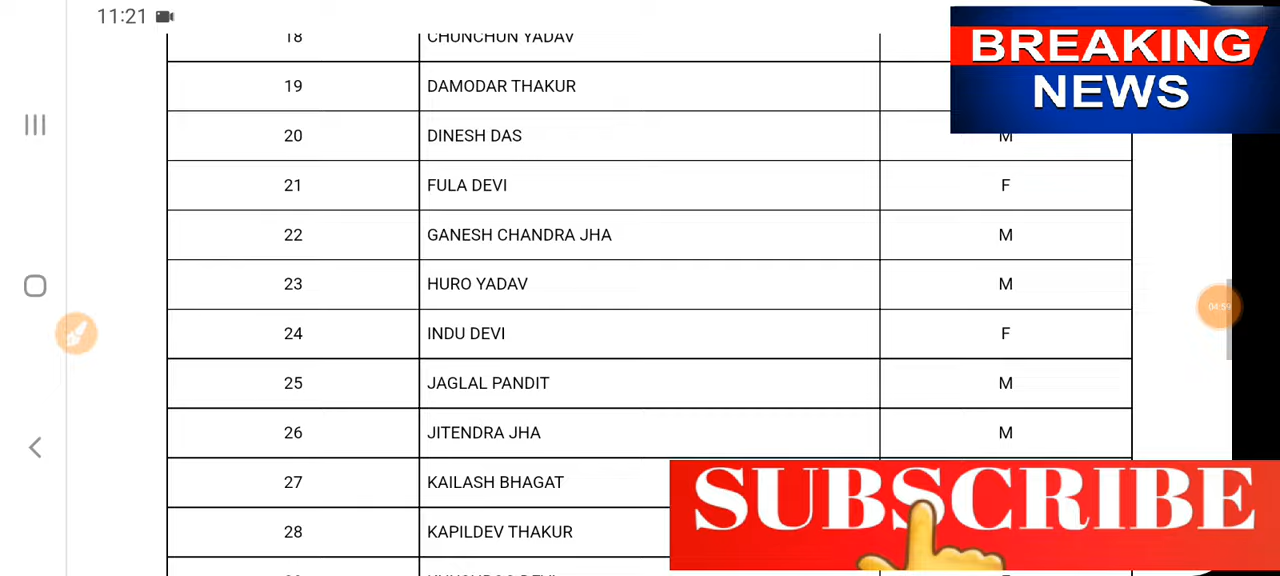 11:21
18 CHUNCHUN YADAV
BREAKING
NEWS
19 DAMODAR THAKUR
20 DINESH DAS M
21 FULA DEVI F
22 GANESH CHANDRA JHA M
23 HURO YADAV M
04:59
24 INDU DEVI F
25 JAGLAL PANDIT M
26 JITENDRA JHA M
27 KAILASH BHAGAT
SUBSCRIBE
28 KAPILDEV THAKUR